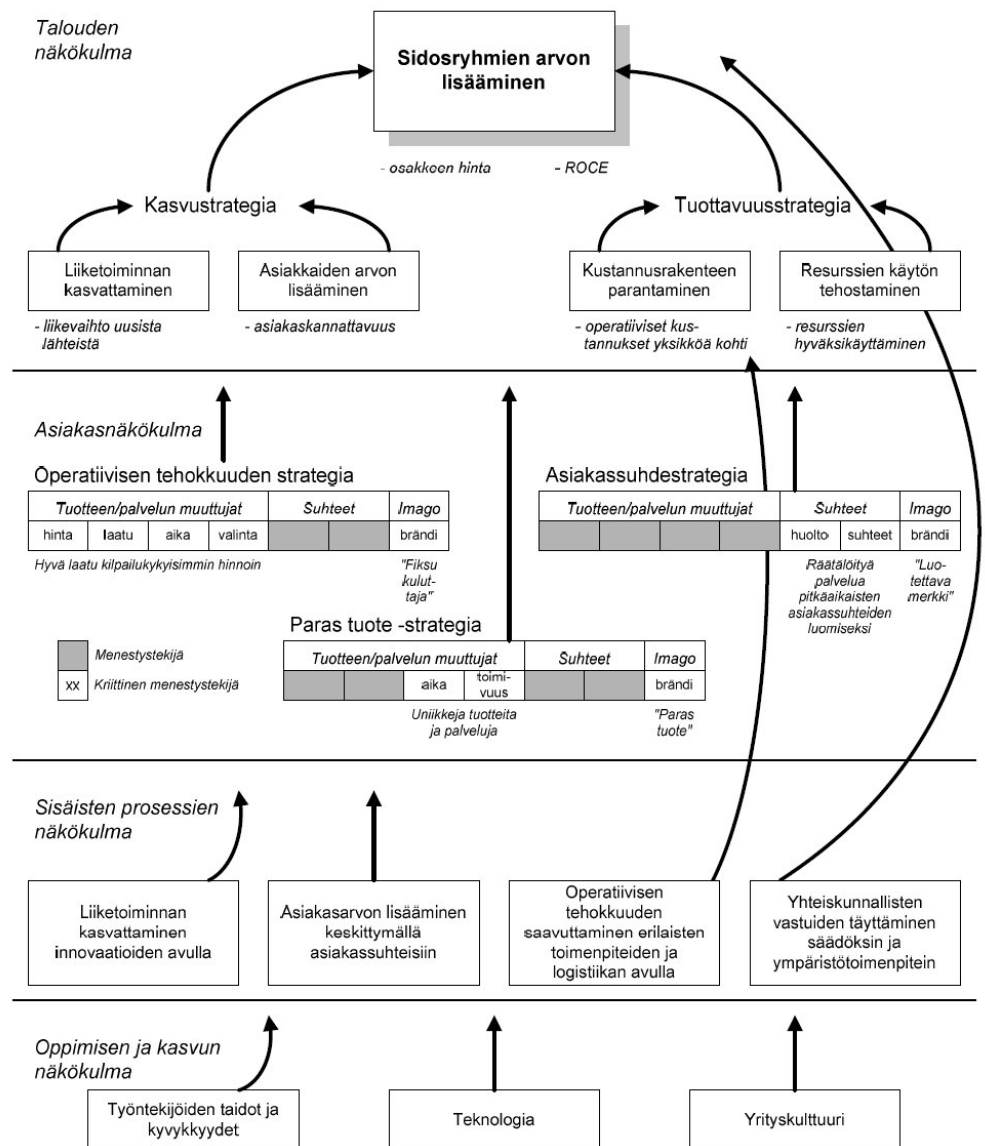 Talouden
näkökulma
Sidosryhmien arvon
lisääminen
- osakkeen hinta
- ROCE
Kasvustrategia
Tuottavuusstrategia
Liiketoiminnan
kasvattaminen
Asiakkaiden arvon
lisääminen
Kustannusrakenteen
parantaminen
Resurssien käytön
tehostaminen
- liikevaihto uusista
lähteistä
- asiakaskannattavuus
- operatiiviset kus-
tannukset yksikköä kohti
- resurssien
hyväksikäyttäminen
Asiakasnäkökulma
Operatiivisen tehokkuuden strategia
Tuotteen/palvelun muuttujat
Suhteet
Imago
hinta
laatu
aika
valinta
brändi
Hyvä laatu kilpailukykyisimmin hinnoin
"Fiksu
kulut-
taja"
Asiakassuhdestrategia
Tuotteen/palvelun muuttujat
Suhteet
Imago
huolto
suhteet
brändi
Räätälöityä
palvelua
pitkäaikaisten
asiakassuhteiden
luomiseksi
"Luo-
tettava
merkki"
Paras tuote -strategia
Tuotteen/palvelun muuttujat
Suhteet
Imago
aika
toimi-
vuus
brändi
Uniikkeja tuotteita
ja palveluja
"Paras
tuote"
Menestystekijä
xx
Kriittinen menestystekijä
Sisäisten prosessien
näkökulma
Liiketoiminnan
kasvattaminen
innovaatioiden avulla
Asiakasarvon lisääminen
keskittymällä
asiakassuhteisiin
Operatiivisen
tehokkuuden
saavuttaminen erilaisten
toimenpiteiden ja
logistiikan avulla
Yhteiskunnallisten
vastuiden täyttäminen
säädöksin ja
ympäristötoimenpitein
Oppimisen ja kasvun
näkökulma
Työntekijöiden taidot ja
kyvykkyydet
Teknologia
Yrityskulttuuri